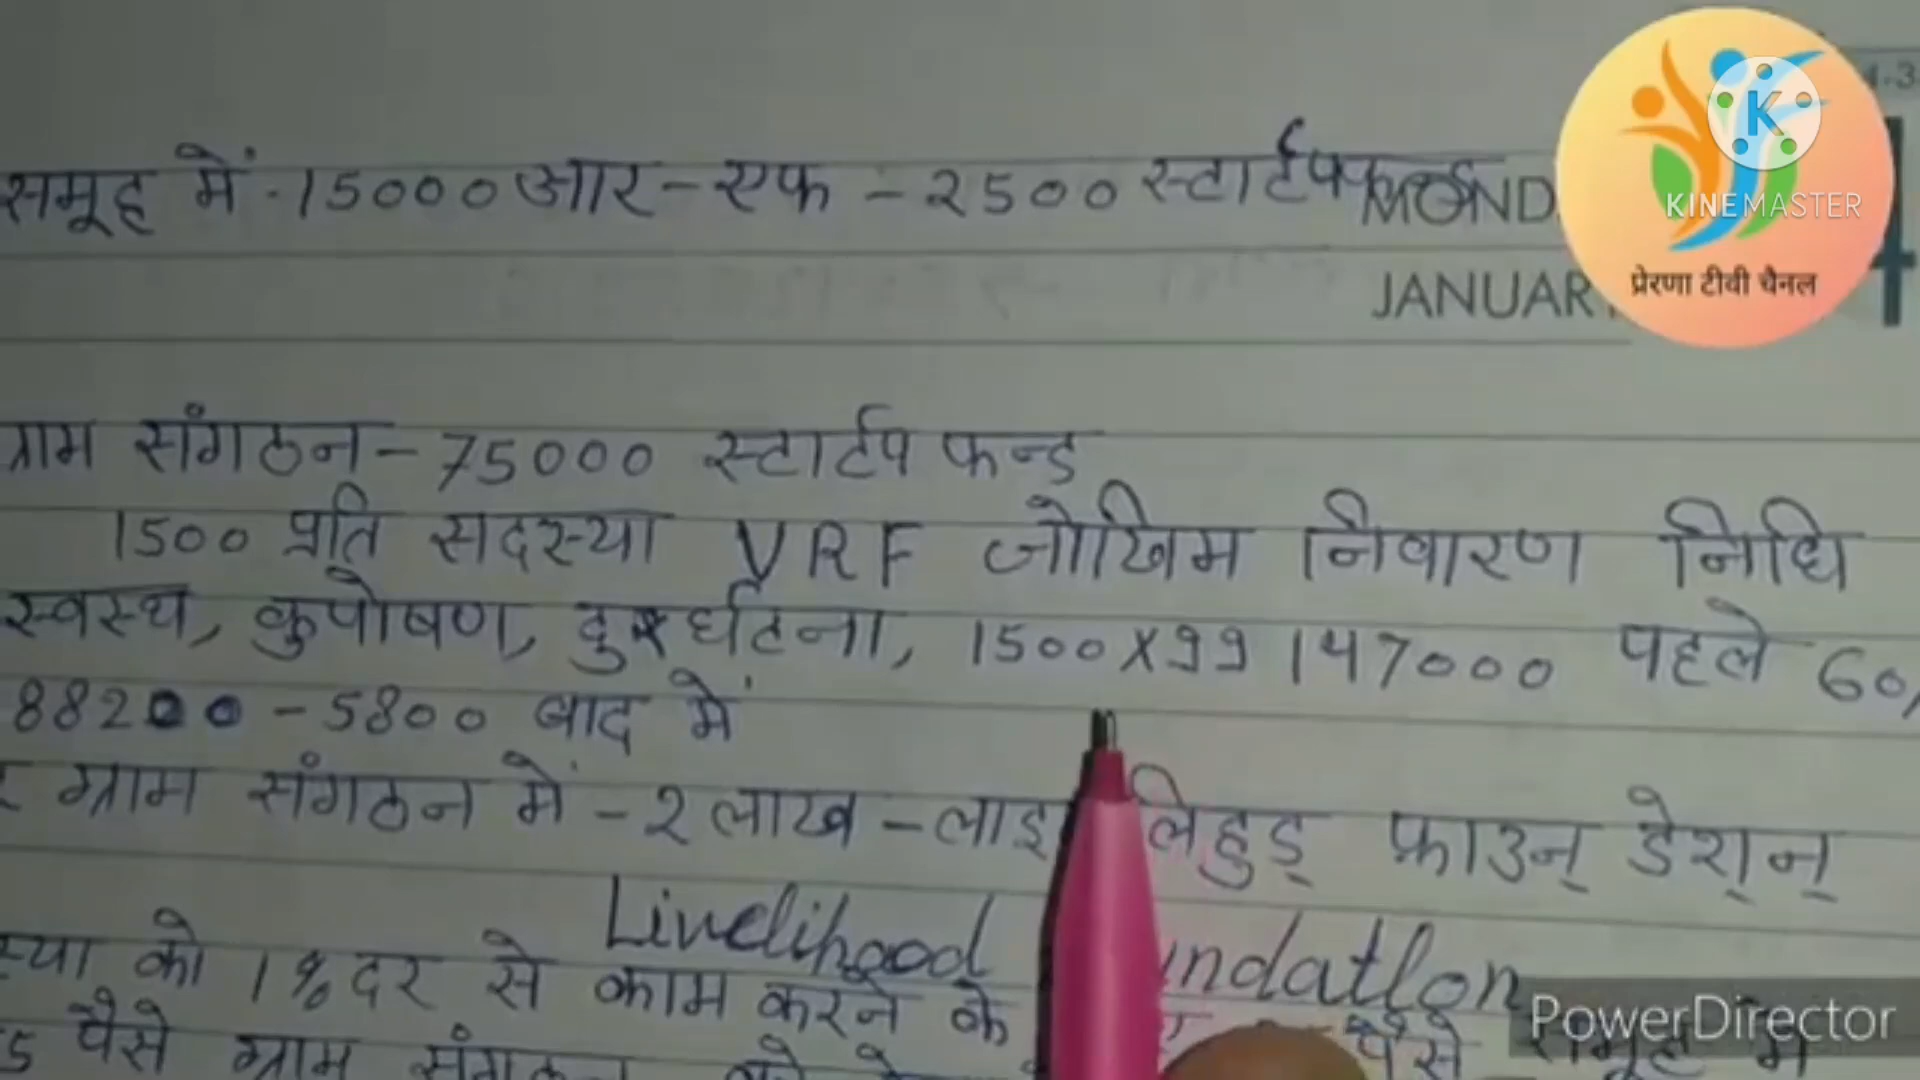 समूह में - 15000 आर-एफ - 2500 स्टार्टप
MOND
JANUAR
KINEMASTER
प्रेरणा टीवी चैनल
ग्राम संगठन - 75000 स्टार्टप फन्ड
1500 प्रति सदस्या VRF जोखिम निवारण निधि
स्वस्थ, कुपोषण, दुर्घटना, 1500x99 147000 पहले 60
88200 - 5800 बाद में
ग्राम संगठन में - 2 लाख - लाइ लिहुड् फ्राउन् डेशन्
Livelihood undation
को 1% दर से काम करने के
पैसे ग्राम पैसे समूह में
PowerDirector